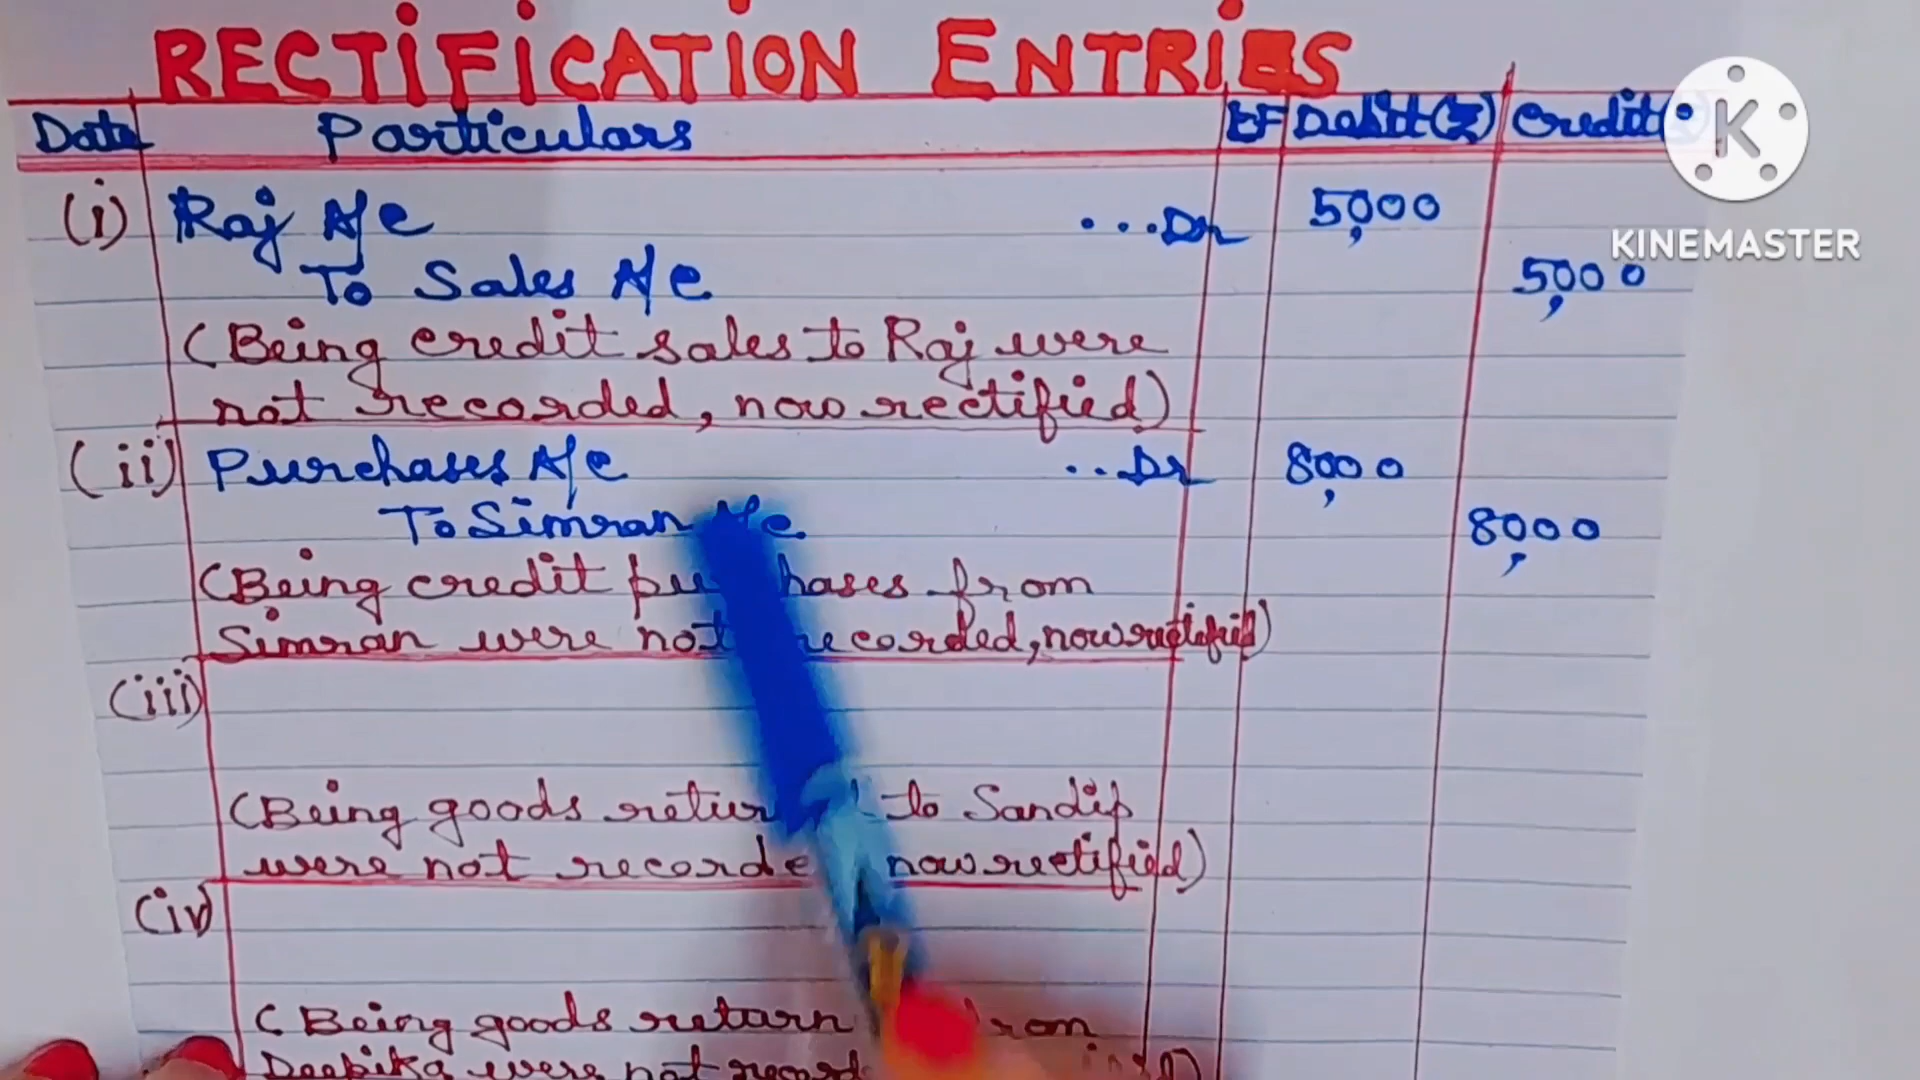 RECTIFICATION ENTRIES
Date Particulars LF Debit(₹) Credit(₹)
(i) Raj A/c ...Dr 5,000
To Sales A/c 5,000
(Being credit sales to Raj were
not recorded, now rectified)
(ii) Purchases A/c ..Dr 8,000
To Simran A/c 8,000
(Being credit purchases from
Simran were not recorded, now rectified)
(iii)
(Being goods returned to Sandip
were not recorded now rectified)
(iv)
(Being goods return from
Deepika were not record
K
KINEMASTER